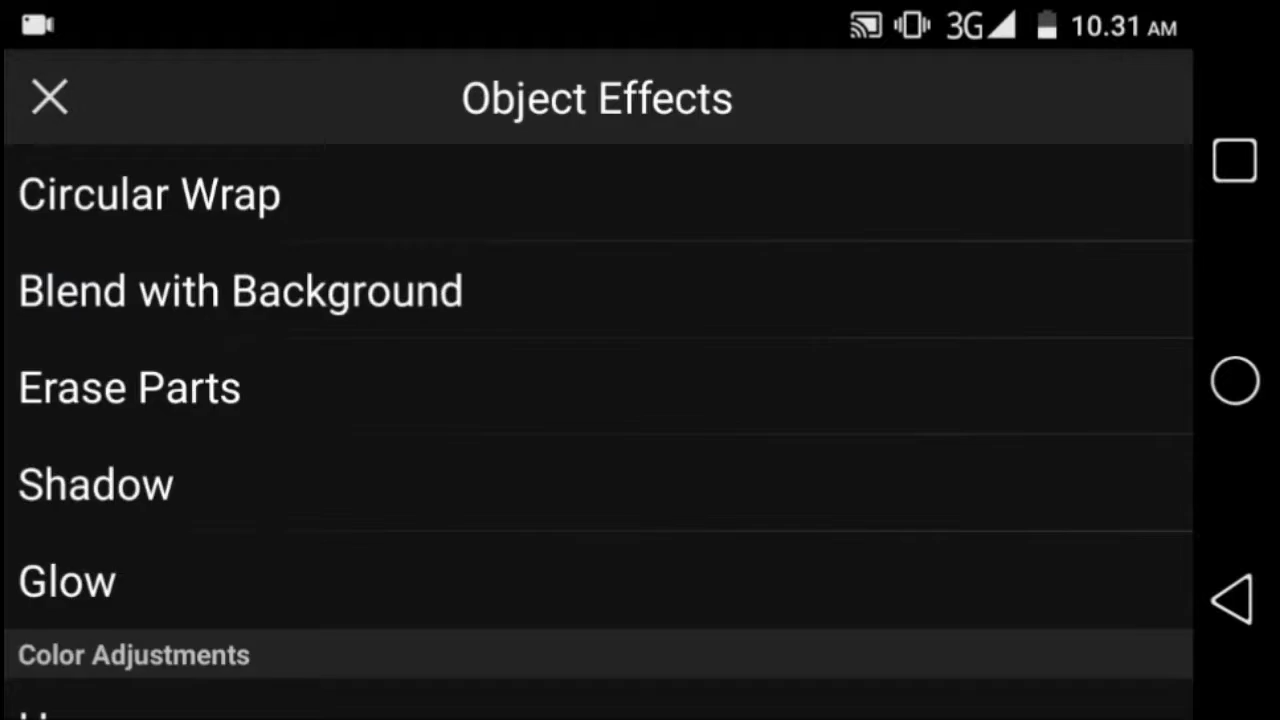 3G 10.31 AM
Object Effects
Circular Wrap
Blend with Background
Erase Parts
Shadow
Glow
Color Adjustments